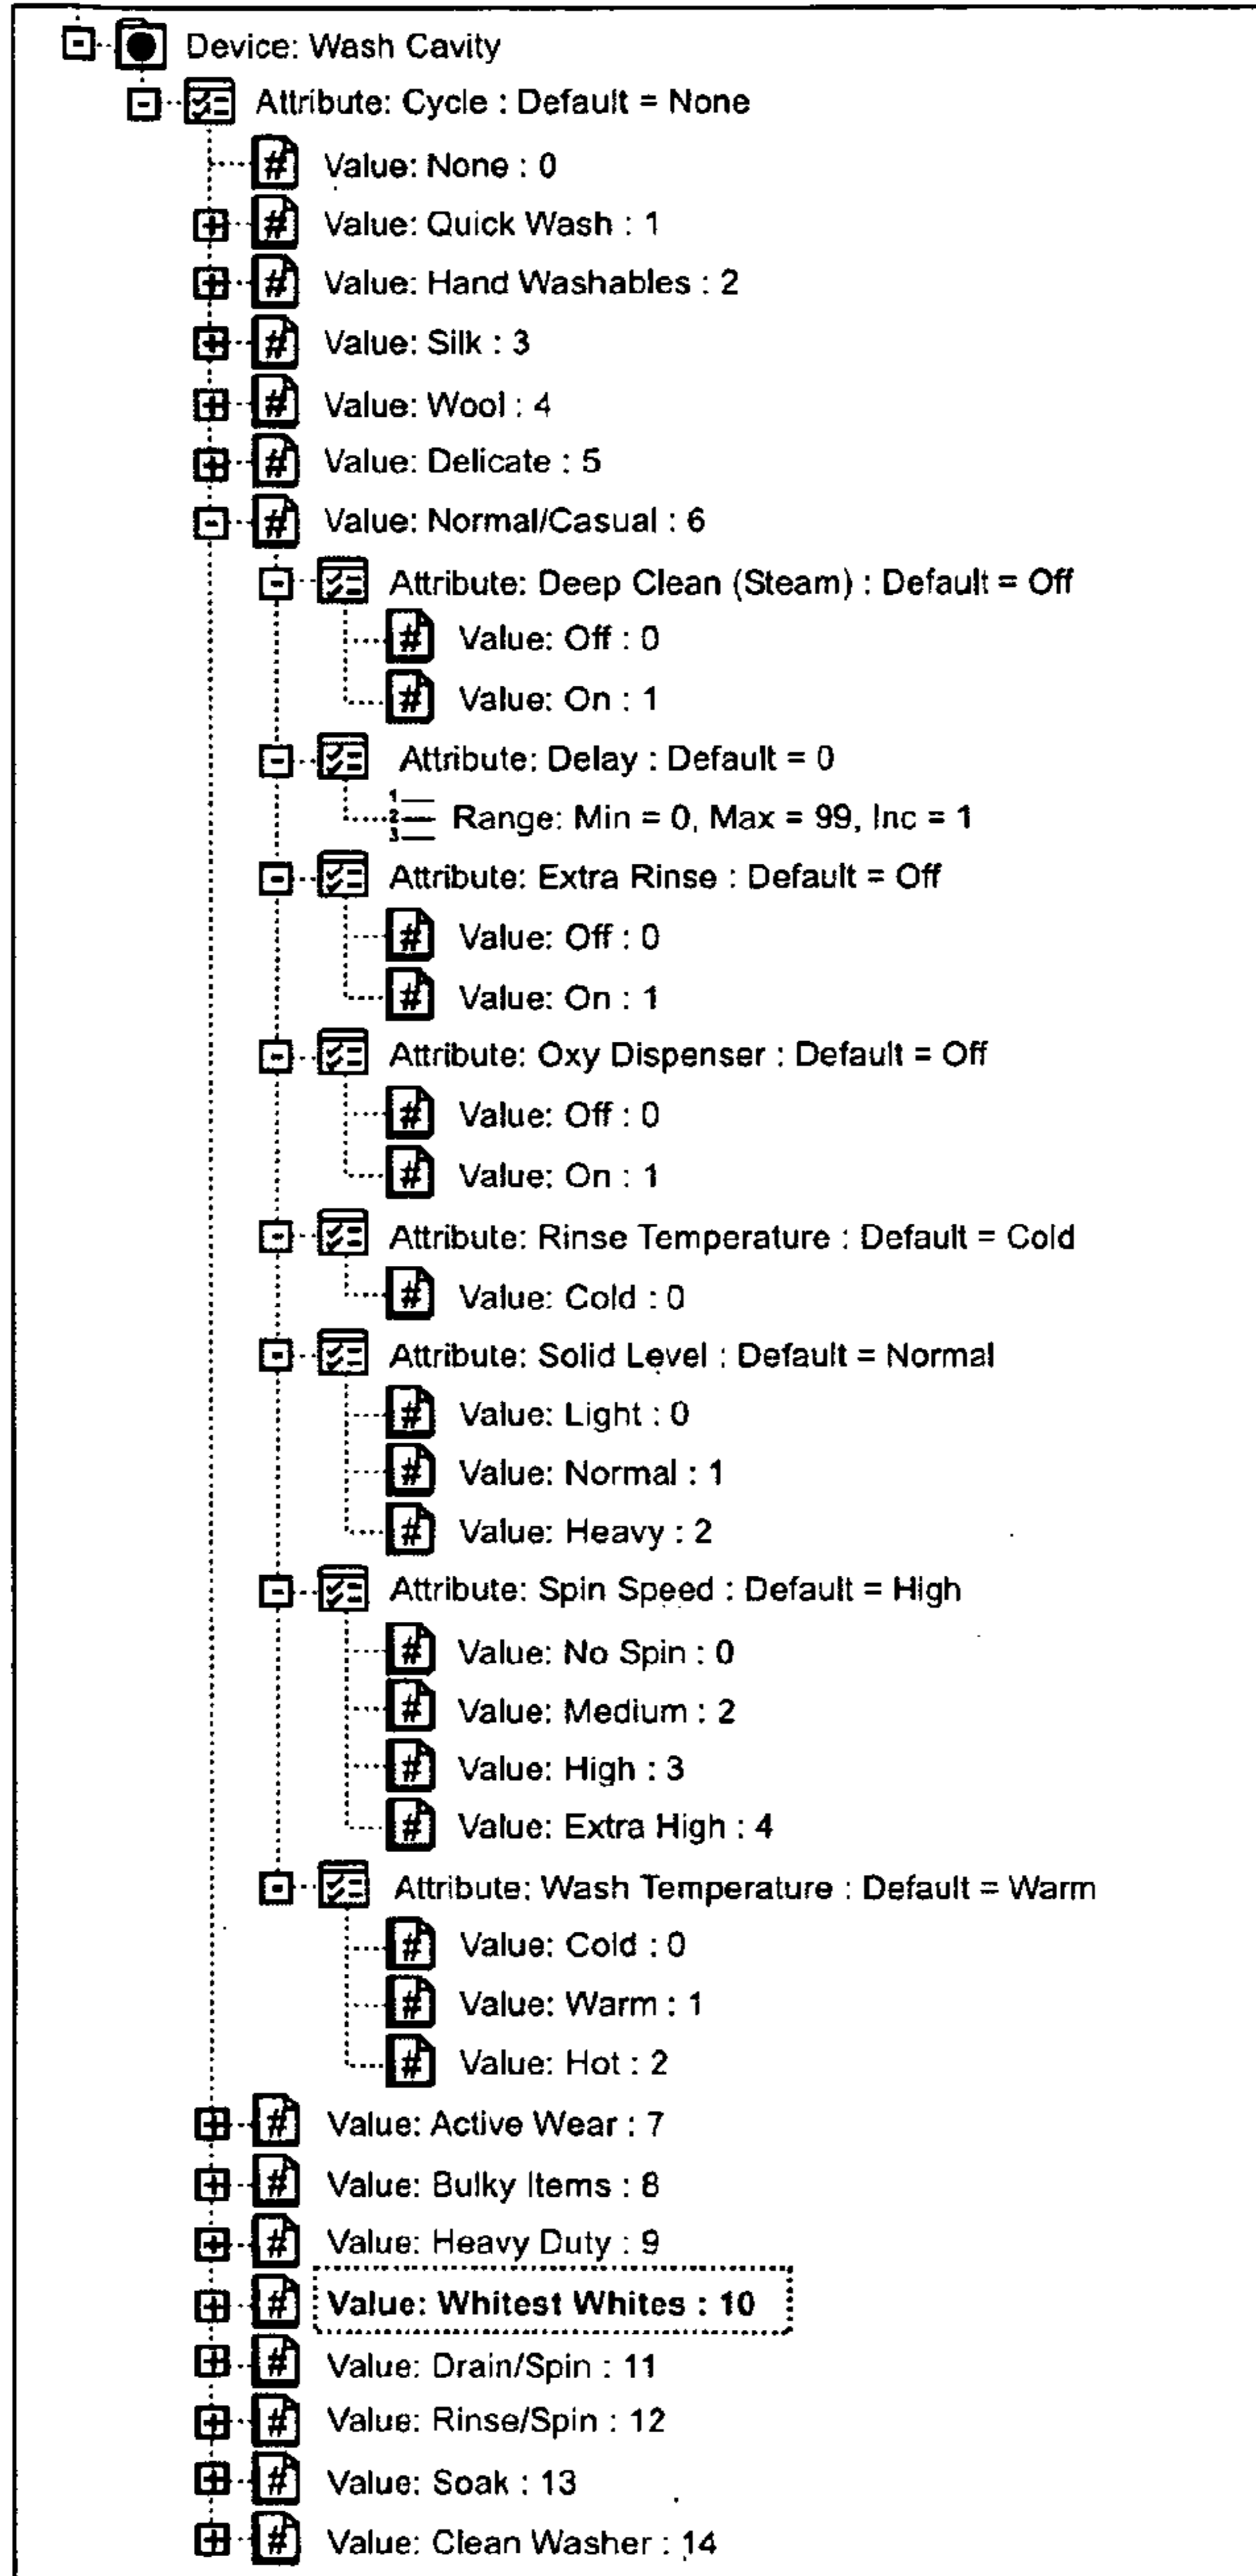 Device: Wash Cavity
Attribute: Cycle : Default = None
# Value: None : 0
# Value: Quick Wash : 1
# Value: Hand Washables : 2
# Value: Silk : 3
# Value: Wool : 4
# Value: Delicate : 5
# Value: Normal/Casual : 6
Attribute: Deep Clean (Steam) : Default = Off
# Value: Off : 0
# Value: On : 1
Attribute: Delay : Default = 0
1 2 3 Range: Min = 0, Max = 99, Inc = 1
Attribute: Extra Rinse : Default = Off
# Value: Off : 0
# Value: On : 1
Attribute: Oxy Dispenser : Default = Off
# Value: Off : 0
# Value: On : 1
Attribute: Rinse Temperature : Default = Cold
# Value: Cold : 0
Attribute: Solid Level : Default = Normal
# Value: Light : 0
# Value: Normal : 1
# Value: Heavy : 2
Attribute: Spin Speed : Default = High
# Value: No Spin : 0
# Value: Medium : 2
# Value: High : 3
# Value: Extra High : 4
Attribute: Wash Temperature : Default = Warm
# Value: Cold : 0
# Value: Warm : 1
# Value: Hot : 2
# Value: Active Wear : 7
# Value: Bulky Items : 8
# Value: Heavy Duty : 9
# Value: Whitest Whites : 10
# Value: Drain/Spin : 11
# Value: Rinse/Spin : 12
# Value: Soak : 13
# Value: Clean Washer : 14